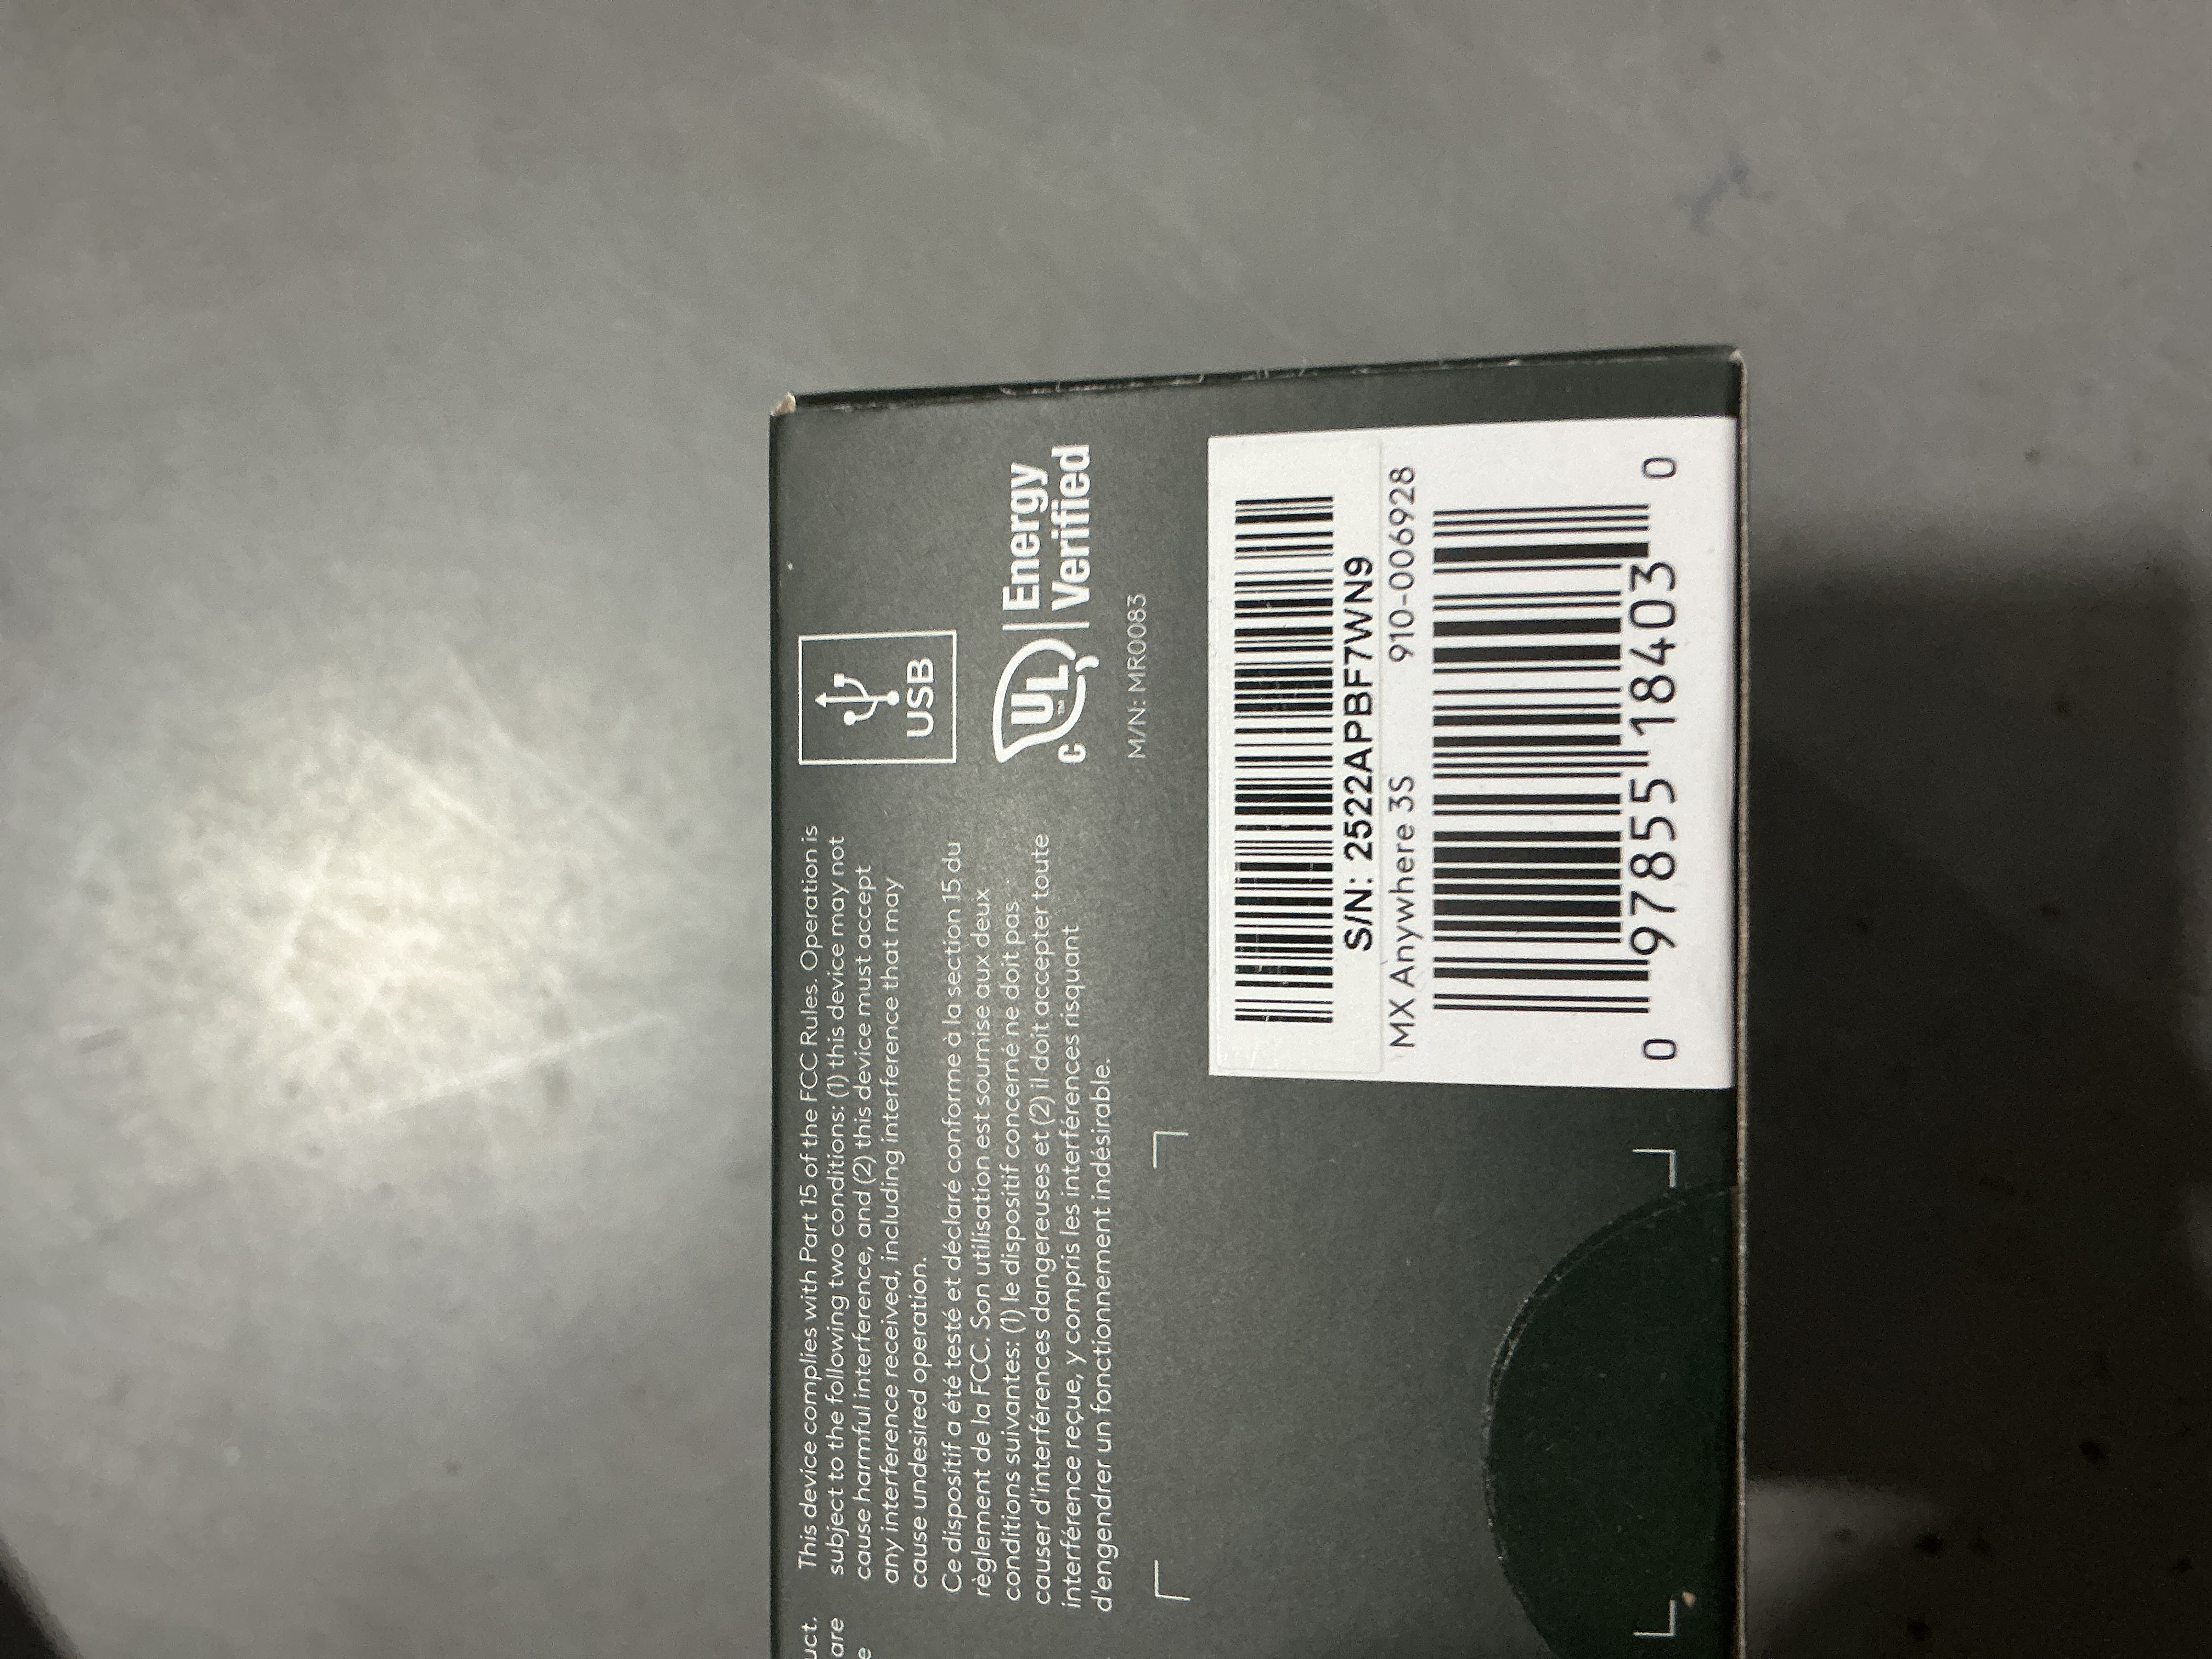 uct.
are
e
This device complies with Part 15 of the FCC Rules. Operation is
subject to the following two conditions: (1) this device may not
cause harmful interference, and (2) this device must accept
any interference received, including interference that may
cause undesired operation.
Ce dispositif a été testé et déclaré conforme à la section 15 du
règlement de la FCC. Son utilisation est soumise aux deux
conditions suivantes: (1) le dispositif concerné ne doit pas
causer d'interférences dangereuses et (2) il doit accepter toute
interférence reçue, y compris les interférences risquant
d'engendrer un fonctionnement indésirable.
USB
C UL ™ Energy
Verified
M/N: MR0083
S/N: 2522APBF7WN9
MX Anywhere 3S 910-006928
0 97855 18403 0